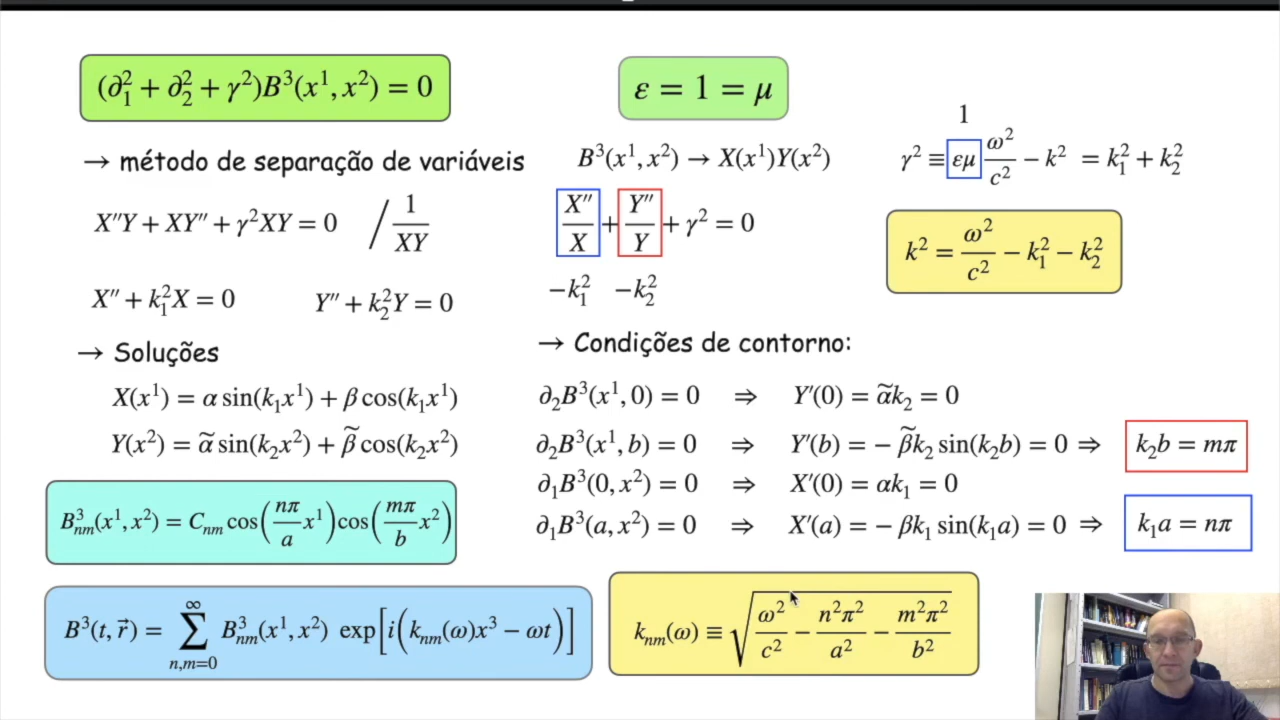 (∂₁² + ∂₂² + γ²)B³(x¹, x²) = 0
ε = 1 = μ
→ método de separação de variáveis
B³(x¹, x²) → X(x¹)Y(x²)
1
γ² ≡ εμ ω²/c² − k² = k₁² + k₂²
X″Y + XY″ + γ²XY = 0 / 1/XY
X″/X + Y″/Y + γ² = 0
−k₁² −k₂²
k² = ω²/c² − k₁² − k₂²
X″ + k₁²X = 0 Y″ + k₂²Y = 0
→ Soluções
X(x¹) = α sin(k₁x¹) + β cos(k₁x¹)
Y(x²) = α̃ sin(k₂x²) + β̃ cos(k₂x²)
→ Condições de contorno:
∂₂B³(x¹, 0) = 0 ⇒ Y′(0) = α̃k₂ = 0
∂₂B³(x¹, b) = 0 ⇒ Y′(b) = − β̃k₂ sin(k₂b) = 0 ⇒ k₂b = mπ
∂₁B³(0, x²) = 0 ⇒ X′(0) = αk₁ = 0
∂₁B³(a, x²) = 0 ⇒ X′(a) = − βk₁ sin(k₁a) = 0 ⇒ k₁a = nπ
B³ₙₘ(x¹, x²) = Cₙₘ cos(nπ/a x¹) cos(mπ/b x²)
B³(t, r⃗) = ∑_{n,m=0}^{∞} B³ₙₘ(x¹, x²) exp[i(kₙₘ(ω)x³ − ωt)]
kₙₘ(ω) ≡ √(ω²/c² − n²π²/a² − m²π²/b²)